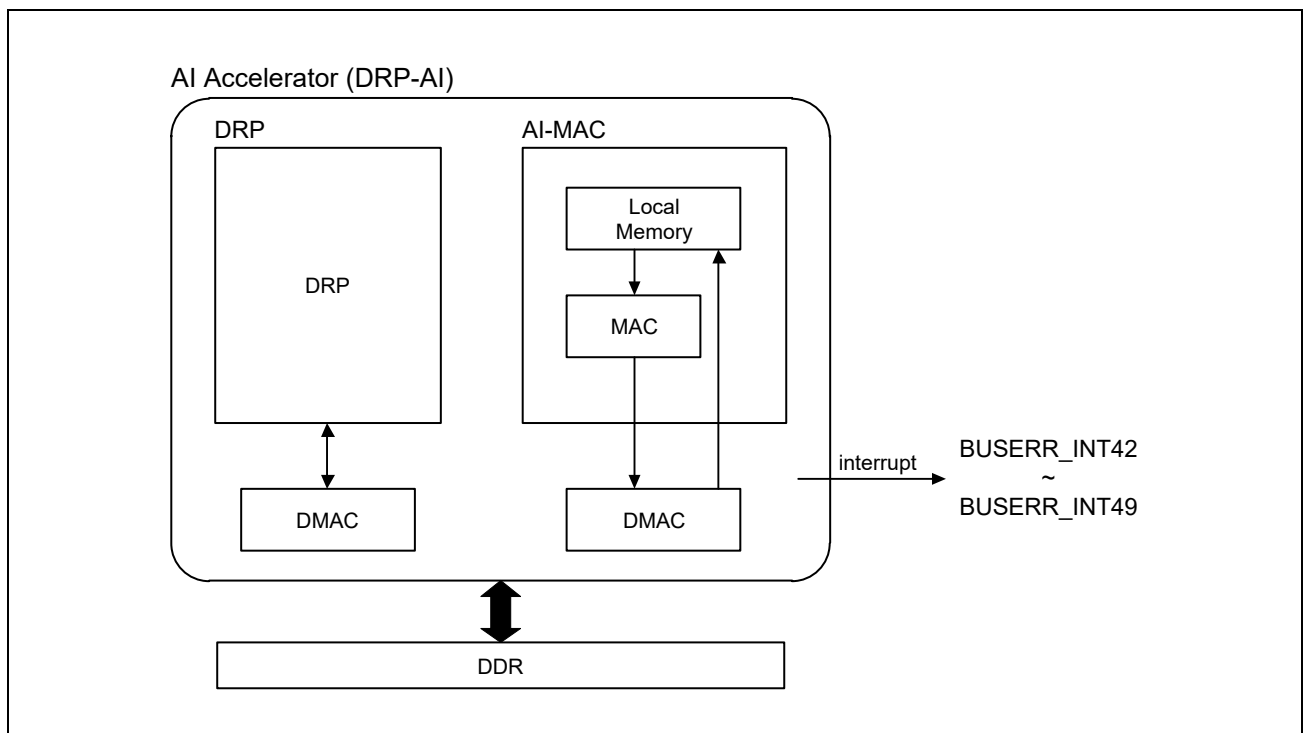 AI Accelerator (DRP-AI)
DRP
AI-MAC
Local
Memory
DRP
MAC
interrupt
BUSERR_INT42
~
BUSERR_INT49
DMAC
DMAC
DDR